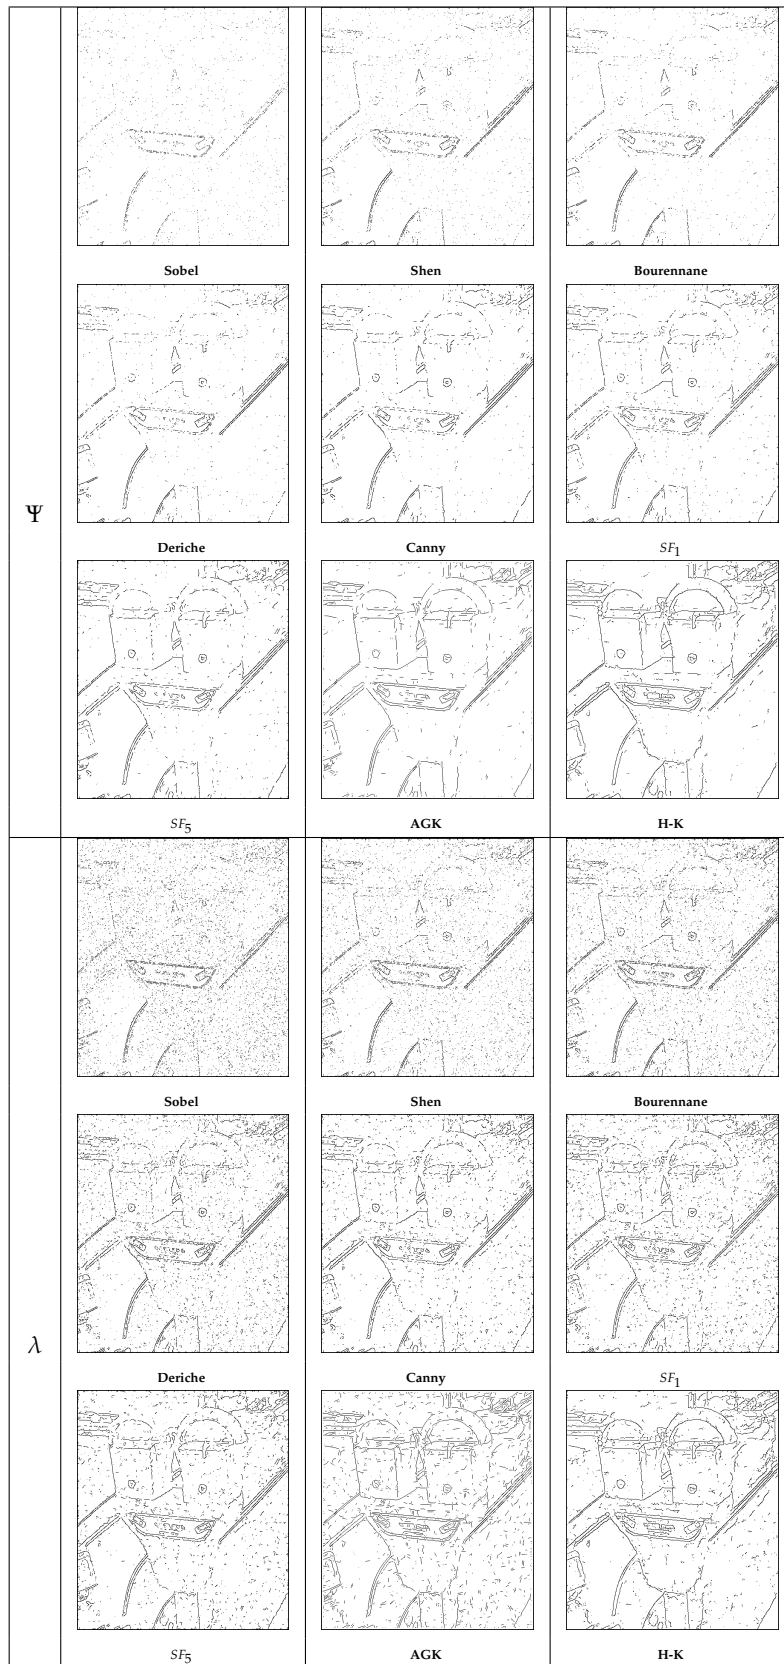 Sobel Shen Bourennane
Ψ
Deriche Canny SF₁
SF₅ AGK H-K
Sobel Shen Bourennane
λ
Deriche Canny SF₁
SF₅ AGK H-K